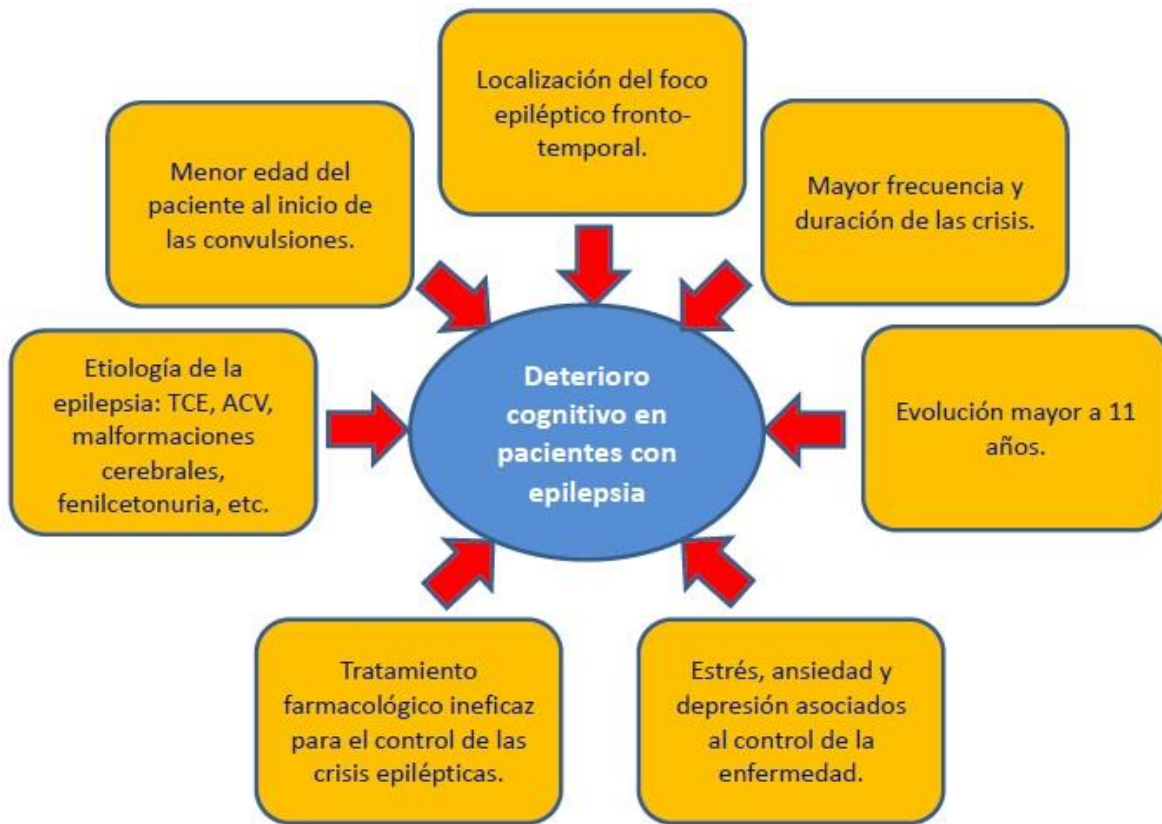 Localización del foco
epiléptico fronto-
temporal.
Menor edad del
paciente al inicio de
las convulsiones.
Mayor frecuencia y
duración de las crisis.
Etiología de la
epilepsia: TCE, ACV,
malformaciones
cerebrales,
fenilcetonuria, etc.
Deterioro
cognitivo en
pacientes con
epilepsia
Evolución mayor a 11
años.
Tratamiento
farmacológico ineficaz
para el control de las
crisis epilépticas.
Estrés, ansiedad y
depresión asociados
al control de la
enfermedad.